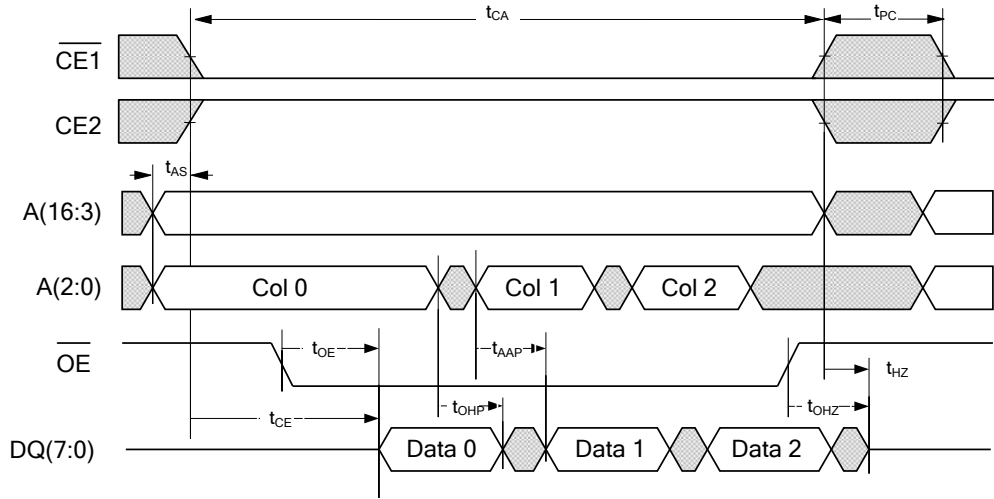 tCA
tPC
CE1
CE2
tAS
A(16:3)
A(2:0)
Col 0
Col 1
Col 2
OE
tOE
tAAP
tHZ
tCE
tOHP
tOHZ
DQ(7:0)
Data 0
Data 1
Data 2